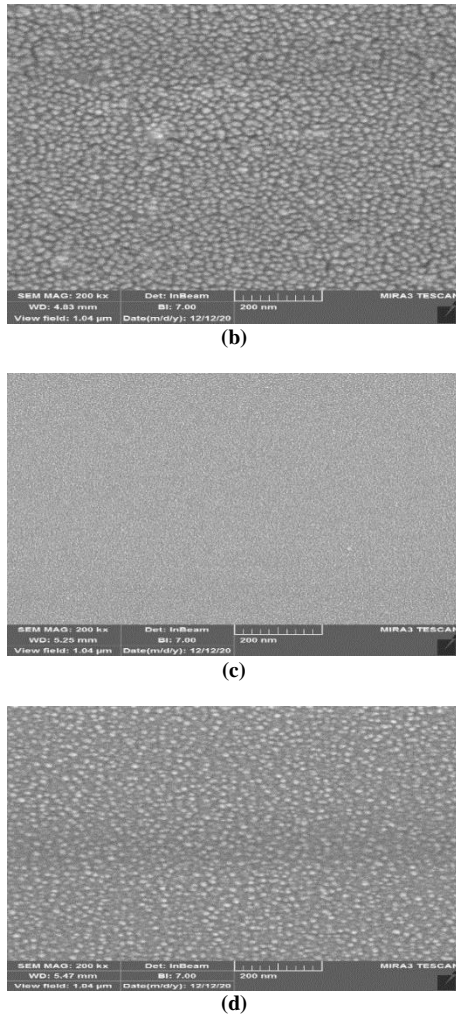 SEM MAG: 200 kx Det: InBeam MIRA3 TESCAN
WD: 4.83 mm BI: 7.00 200 nm
View field: 1.04 µm Date(m/d/y): 12/12/20
(b)
SEM MAG: 200 kx Det: InBeam MIRA3 TESCAN
WD: 5.25 mm BI: 7.00 200 nm
View field: 1.04 µm Date(m/d/y): 12/12/20
(c)
SEM MAG: 200 kx Det: InBeam MIRA3 TESCAN
WD: 5.47 mm BI: 7.00 200 nm
View field: 1.04 µm Date(m/d/y): 12/12/20
(d)